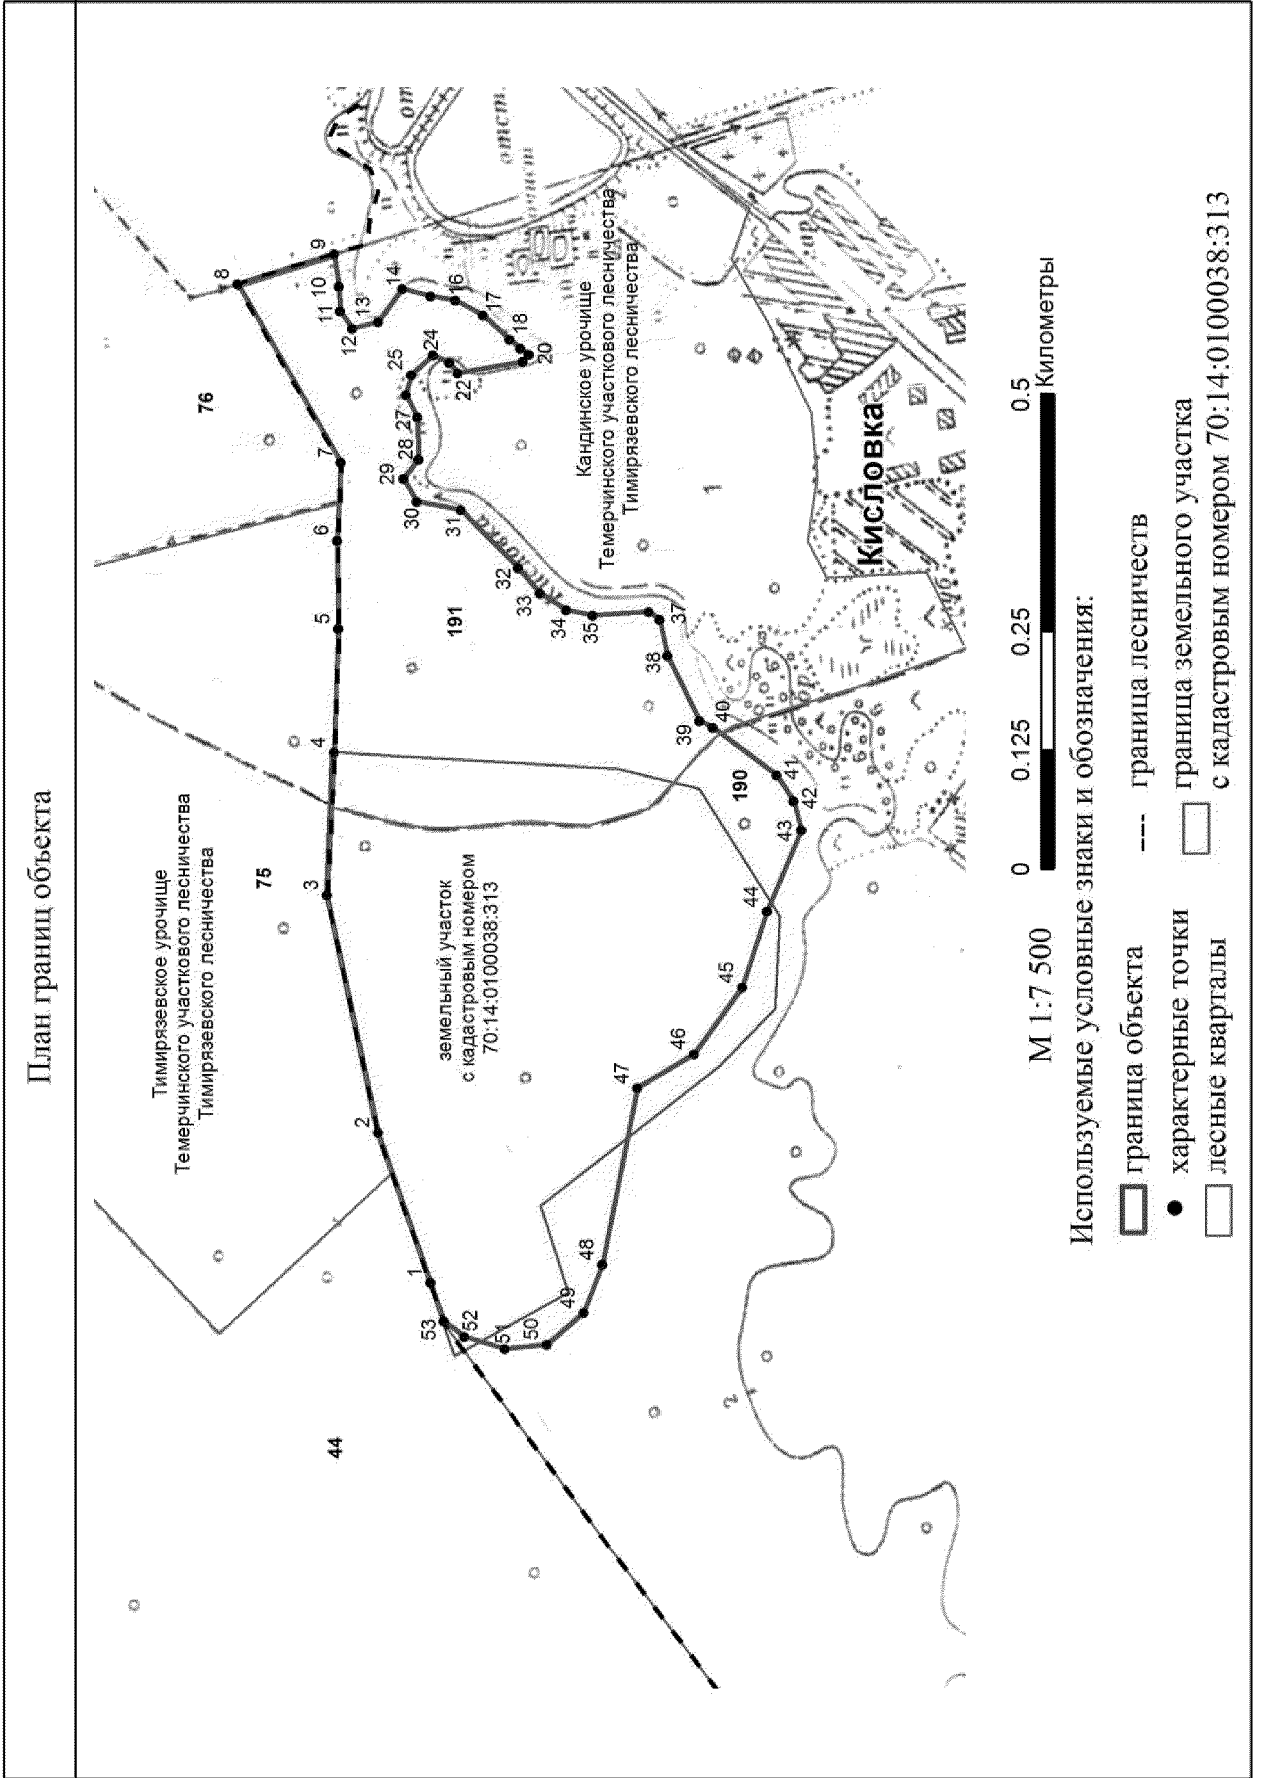 План границ объекта
Тимирязевское урочище
Темерчинского участкового лесничества
Тимирязевского лесничества
44
75
76
8
9
10
11
12
13
14
16
17
18
20
22
24
25
27
28
29
30
31
32
33
34
35
37
38
39
40
41
42
43
44
45
46
47
48
49
50
51
52
53
1
2
3
4
5
6
7
191
190
земельный участок
с кадастровым номером
70:14:0100038:313
Кандинское урочище
Темерчинского участкового лесничества
Тимирязевского лесничества
Кисловка
отст
отст
от
1
2
Кисловка
0
0.125
0.25
0.5
Километры
М 1:7 500
Используемые условные знаки и обозначения:
граница объекта
граница лесничеств
характерные точки
граница земельного участка
лесные кварталы
с кадастровым номером 70:14:0100038:313